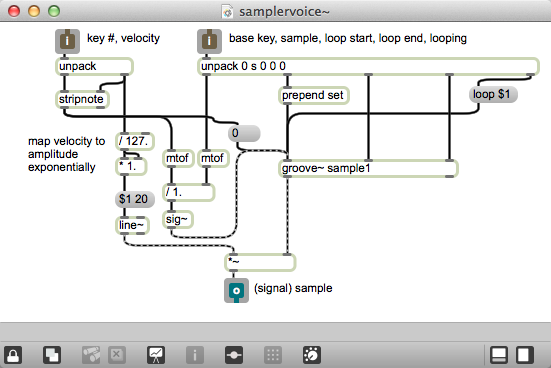 samplervoice~
key #, velocity
base key, sample, loop start, loop end, looping
unpack
unpack 0 s 0 0 0
stripnote
prepend set
loop $1
map velocity to
amplitude
exponentially
/ 127.
0
* 1.
mtof
mtof
groove~ sample1
$1 20
/ 1.
line~
sig~
*~
(signal) sample